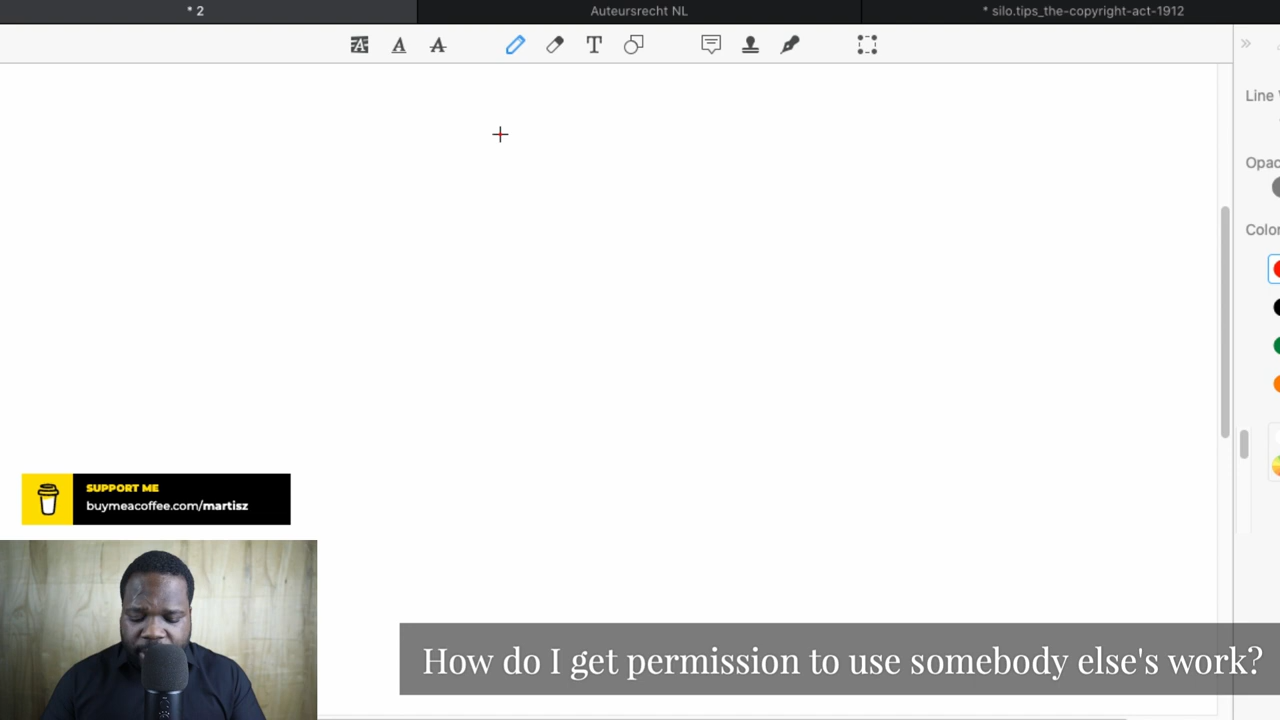 * 2
Auteursrecht NL
* silo.tips_the-copyright-act-1912
A A A T
Line
Opac
Color
SUPPORT ME
buymeacoffee.com/martisz
How do I get permission to use somebody else's work?